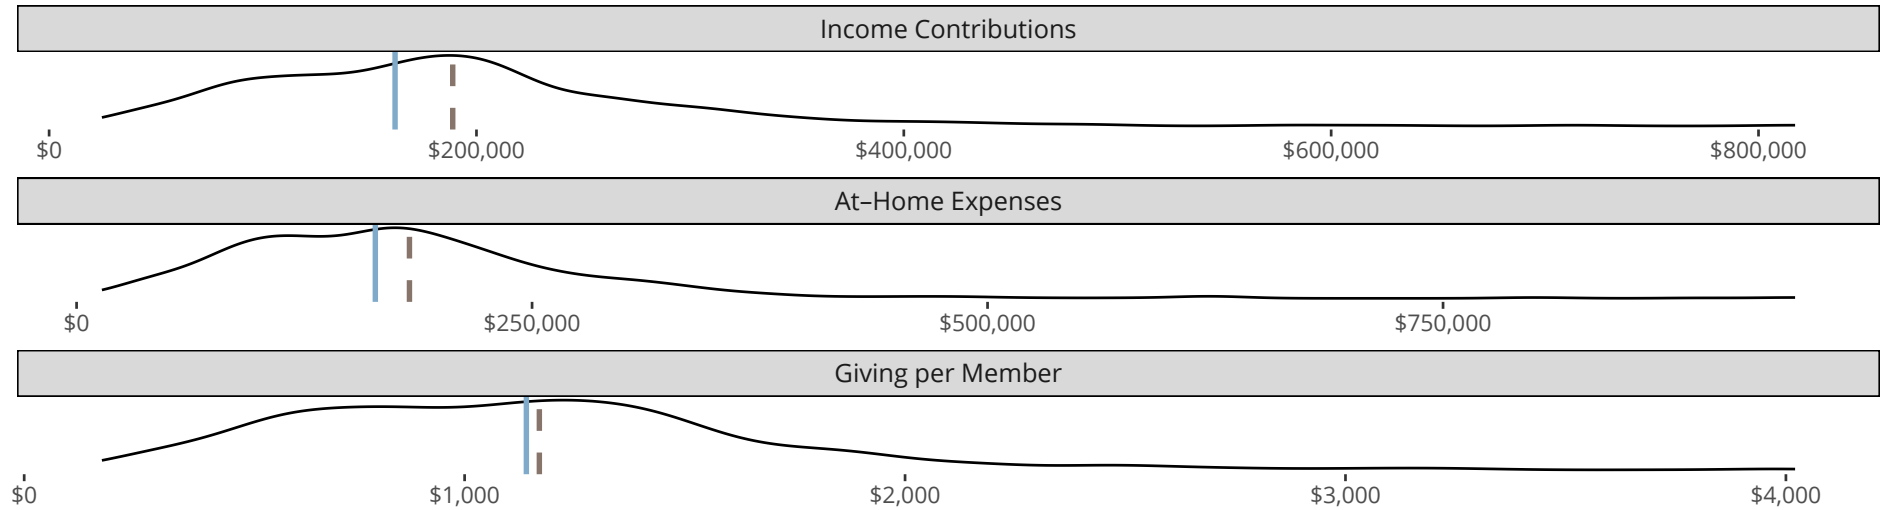 Income Contributions
$0 $200,000 $400,000 $600,000 $800,000
At–Home Expenses
$0 $250,000 $500,000 $750,000
Giving per Member
$0 $1,000 $2,000 $3,000 $4,000